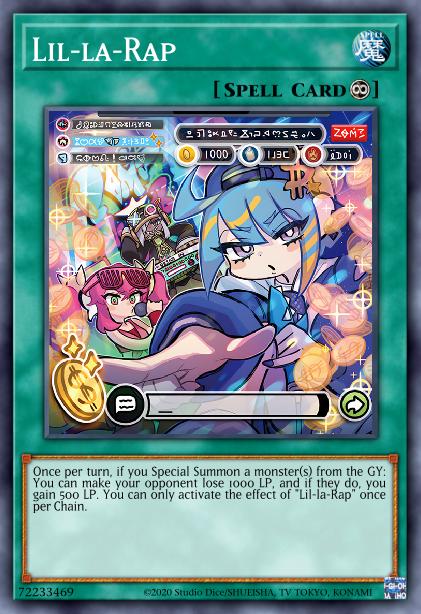 Lil-la-Rap
SPELL
魔
[Spell Card]
1000
Once per turn, if you Special Summon a monster(s) from the GY:
You can make your opponent lose 1000 LP, and if they do, you
gain 500 LP. You can only activate the effect of "Lil-la-Rap" once
per Chain.
72233469
©2020 Studio Dice/SHUEISHA, TV TOKYO, KONAMI